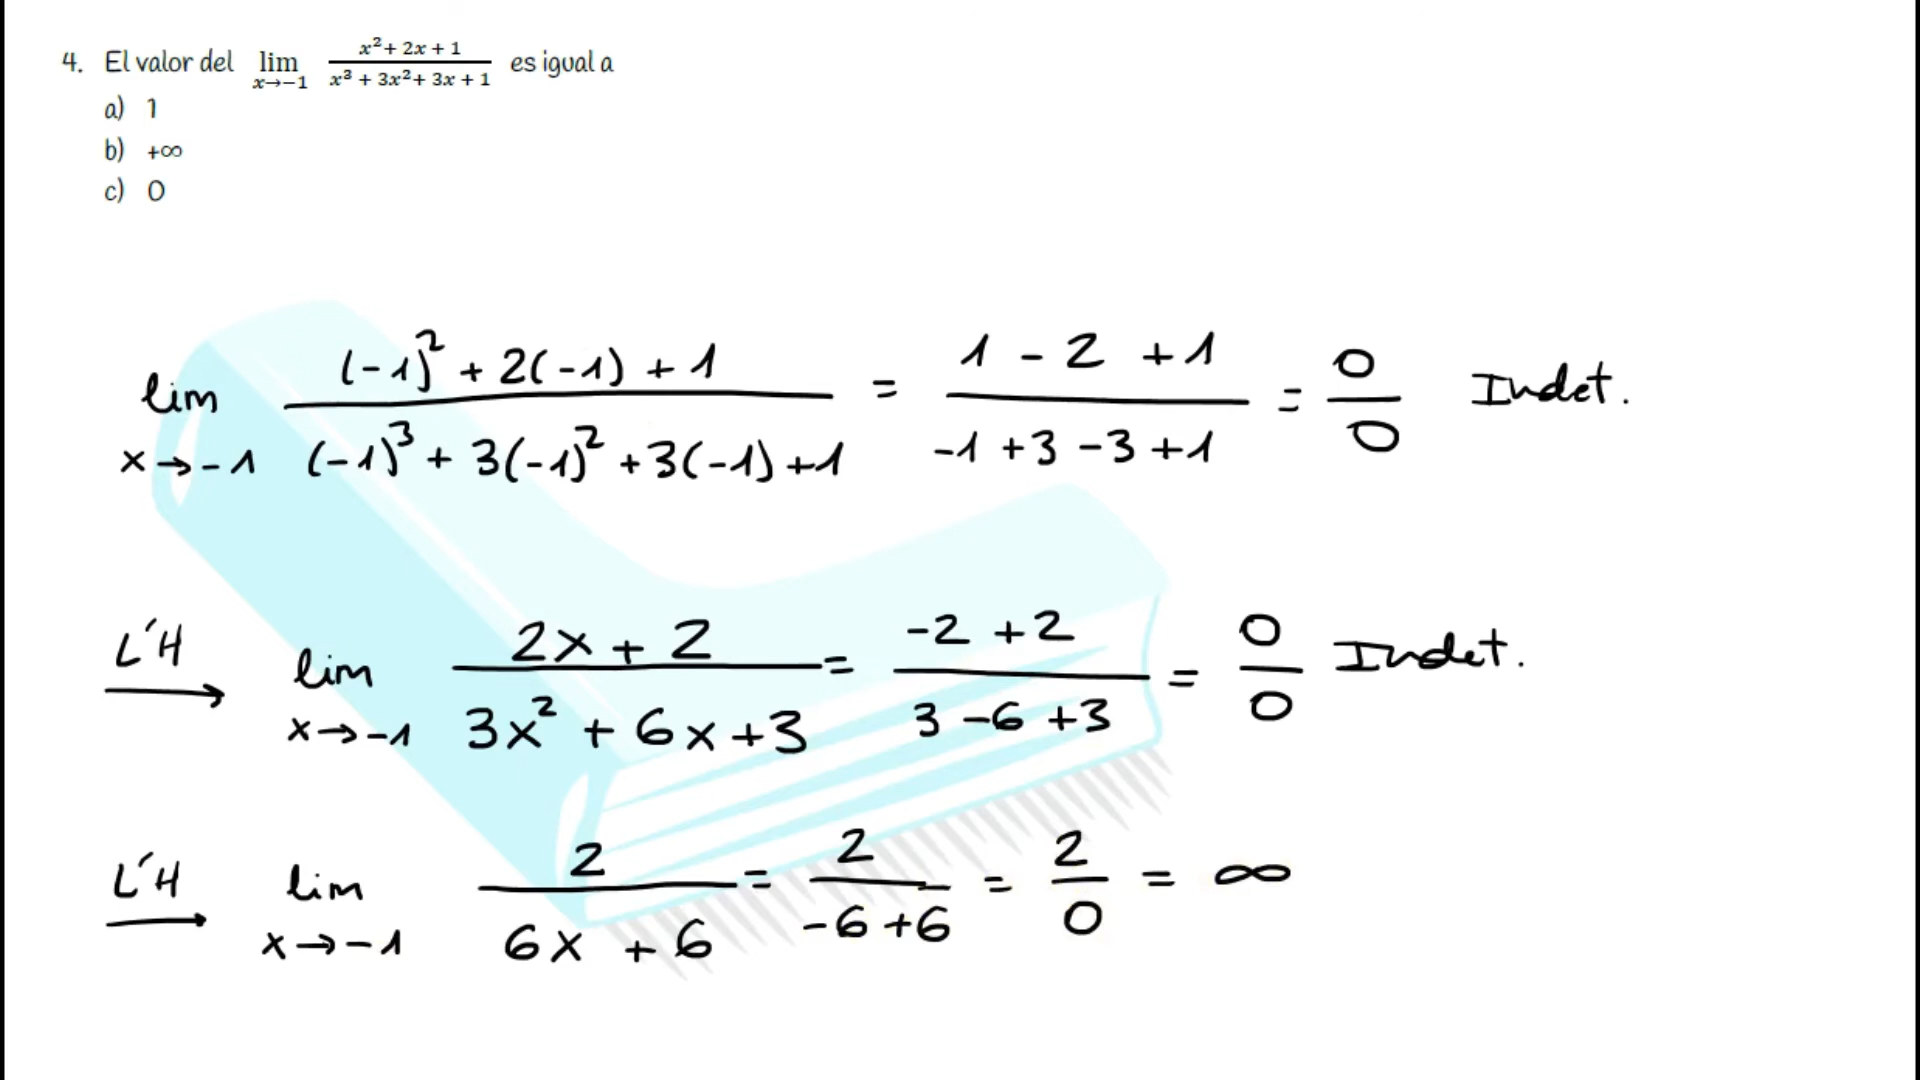 4. El valor del lim x→−1 x²+ 2x + 1 / x³ + 3x²+ 3x + 1 es igual a
a) 1
b) +∞
c) 0
lim x→-1 (-1)² + 2(-1) + 1 / (-1)³ + 3(-1)² + 3(-1) + 1 = 1 - 2 + 1 / -1 + 3 - 3 + 1 = 0/0 Indet.
L'H → lim x→-1 2x + 2 / 3x² + 6x + 3 = -2 + 2 / 3 - 6 + 3 = 0/0 Indet.
L'H → lim x→-1 2 / 6x + 6 = 2 / -6 + 6 = 2/0 = ∞